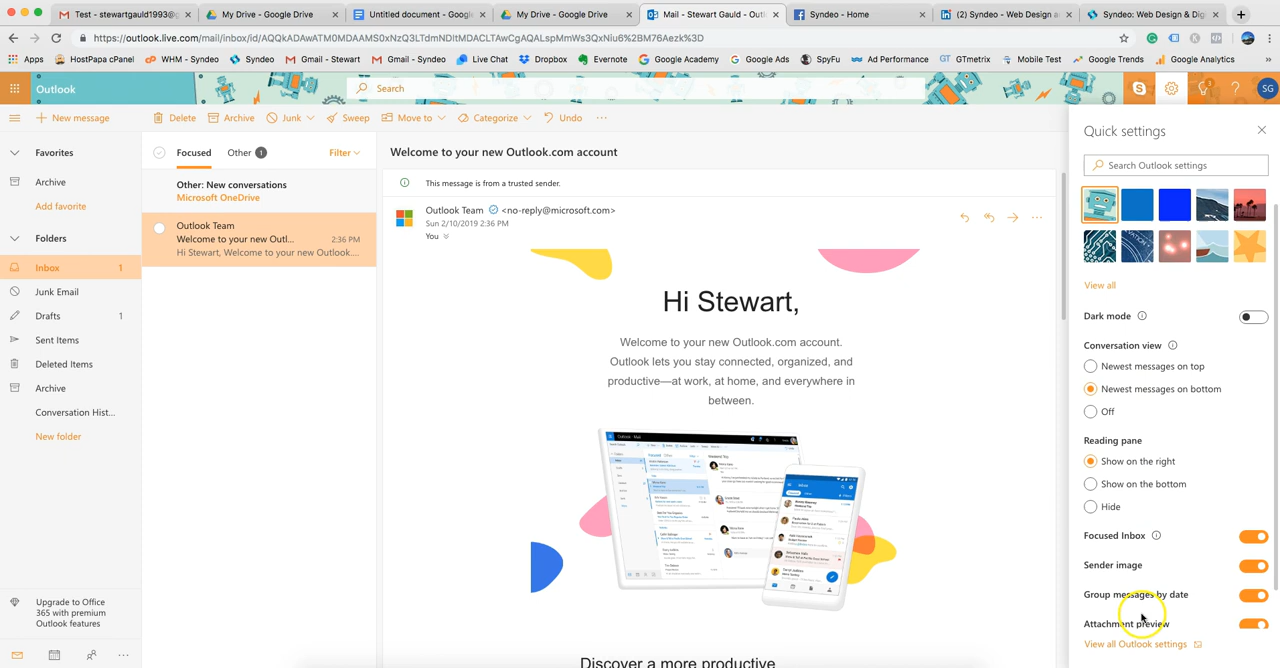 Test - stewartgauld1993@g
My Drive - Google Drive
Untitled document - Google
My Drive - Google Drive
Mail - Stewart Gauld - Outl
Syndeo - Home
(2) Syndeo - Web Design a
Syndeo: Web Design & Dig
https://outlook.live.com/mail/inbox/id/AQQkADAwATM0MDAAMS0xNzQ3LTdmNDItMDACLTAwCgAQALspMmWs3QxNiu6%2BM76Aezk%3D
Apps
HostPapa cPanel
WHM - Syndeo
Syndeo
Gmail - Stewart
Gmail - Syndeo
Live Chat
Dropbox
Evernote
Google Academy
Google Ads
SpyFu
Ad Performance
GTmetrix
Mobile Test
Google Trends
Google Analytics
Outlook
Search
3
SG
New message
Delete
Archive
Junk
Sweep
Move to
Categorize
Undo
Favorites
Archive
Add favorite
Folders
Inbox 1
Junk Email
Drafts 1
Sent Items
Deleted Items
Archive
Conversation Hist...
New folder
Upgrade to Office
365 with premium
Outlook features
Focused
Other 1
Filter
Other: New conversations
Microsoft OneDrive
Outlook Team
Welcome to your new Outl... 2:36 PM
Hi Stewart, Welcome to your new Outlook....
Welcome to your new Outlook.com account
This message is from a trusted sender.
Outlook Team <no-reply@microsoft.com>
Sun 2/10/2019 2:36 PM
You
Hi Stewart,
Welcome to your new Outlook.com account.
Outlook lets you stay connected, organized, and
productive—at work, at home, and everywhere in
between.
Discover a more productive
Quick settings
Search Outlook settings
View all
Dark mode
Conversation view
Newest messages on top
Newest messages on bottom
Off
Reading pane
Show on the right
Show on the bottom
Hide
Focused Inbox
Sender image
Group messages by date
Attachment preview
View all Outlook settings